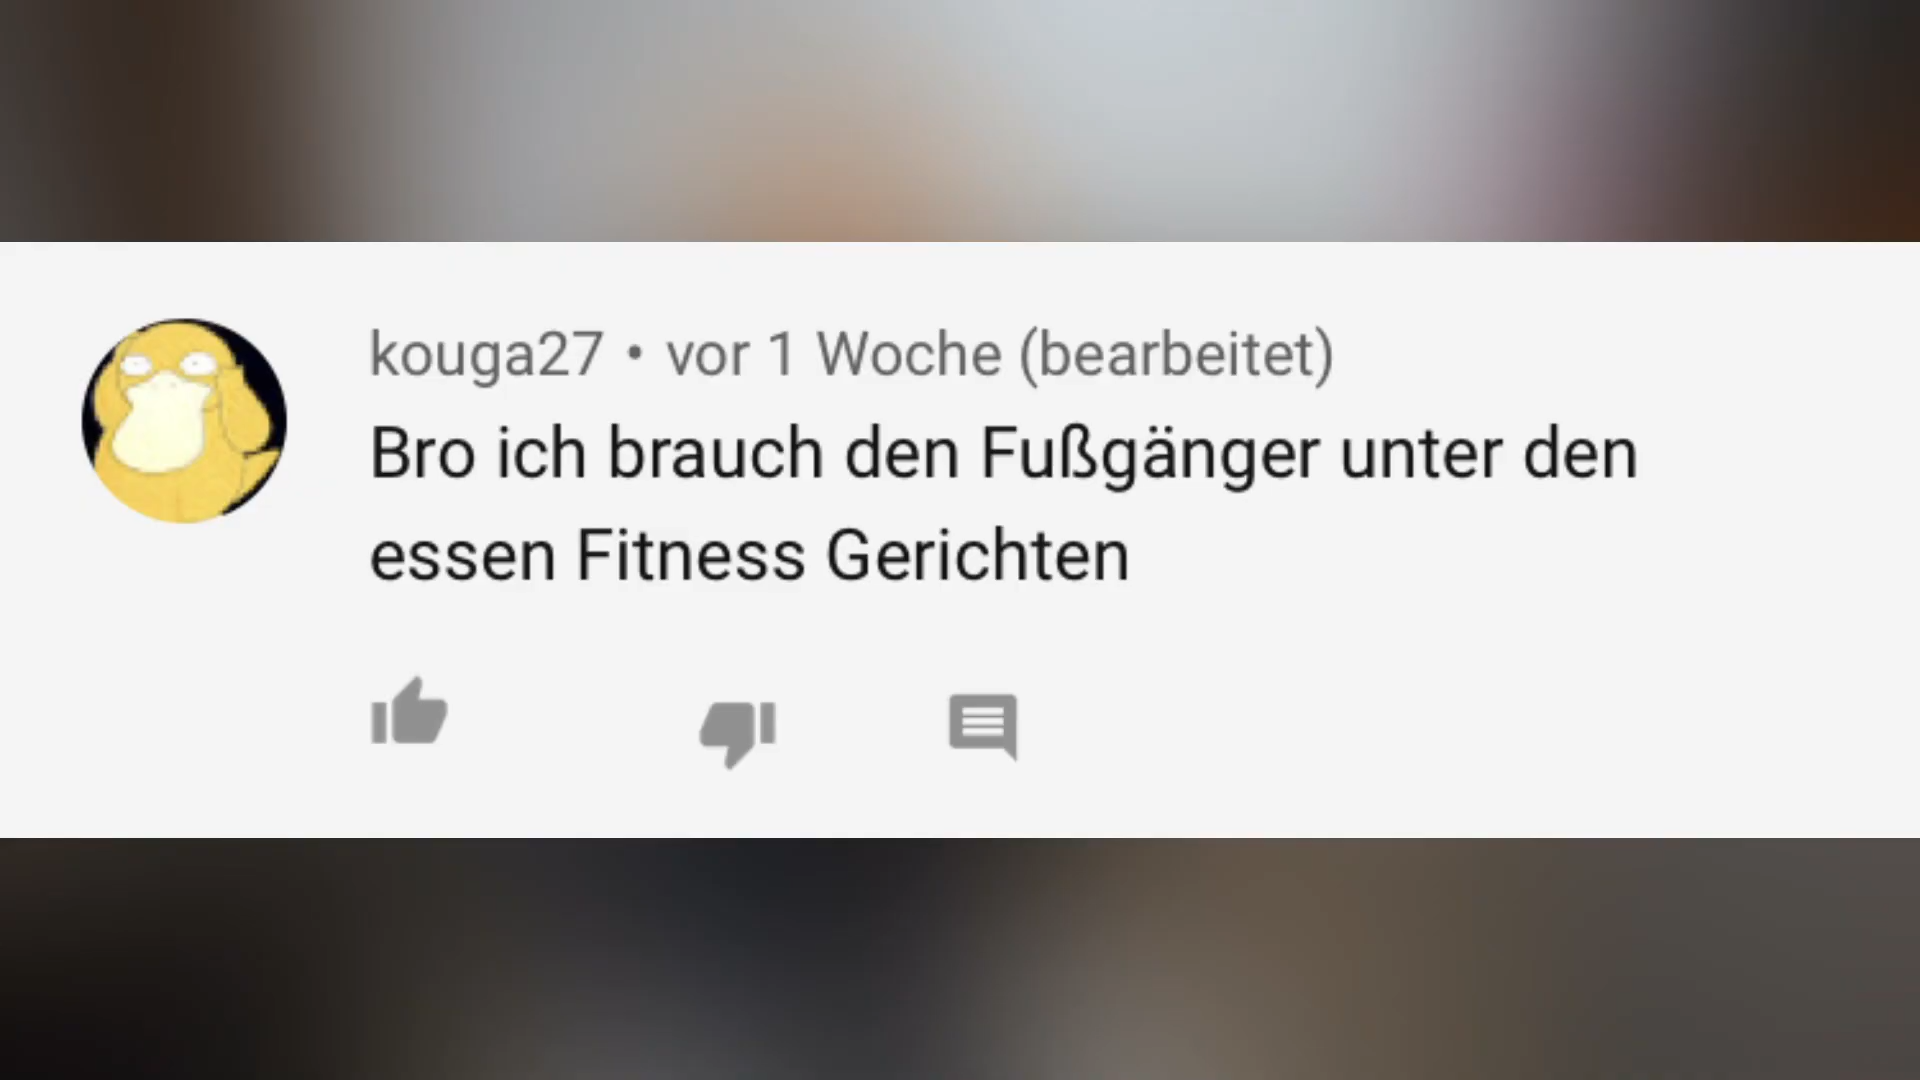 kouga27 • vor 1 Woche (bearbeitet)
Bro ich brauch den Fußgänger unter den
essen Fitness Gerichten